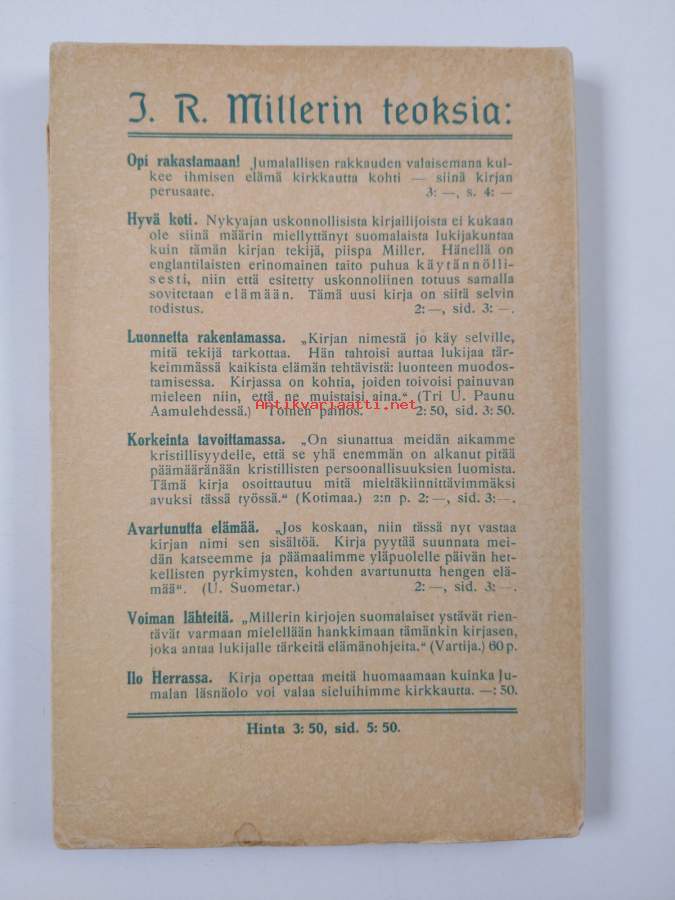 J. R. Millerin teoksia:
Opi rakastamaan! Jumalallisen rakkauden valaisemana kul-
kee ihmisen elämä kirkkautta kohti — siinä kirjan
perusaate. 3: —, s. 4: —
Hyvä koti. Nykyajan uskonnollisista kirjailijoista ei kukaan
ole siinä määrin miellyttänyt suomalaista lukijakuntaa
kuin tämän kirjan tekijä, piispa Miller. Hänellä on
englantilaisten erinomainen taito puhua käytännölli-
sesti, niin että esitetty uskonnollinen totuus samalla
sovitetaan elämään. Tämä uusi kirja on siitä selvin
todistus. 2: —, sid. 3: —.
Luonnetta rakentamassa. „Kirjan nimestä jo käy selville,
mitä tekijä tarkottaa. Hän tahtoisi auttaa lukijaa tär-
keimmässä kaikista elämän tehtävistä: luonteen muodos-
tamisessa. Kirjassa on kohtia, joiden toivoisi painuvan
mieleen niin, että ne muistaisi aina.“ (Tri U. Paunu
Aamulehdessä.) Toinen painos. 2: 50, sid. 3: 50.
Antikvariaatti.net
Korkeinta tavoittamassa. „On siunattua meidän aikamme
kristillisyydelle, että se yhä enemmän on alkanut pitää
päämääränään kristillisten persoonallisuuksien luomista.
Tämä kirja osoittautuu mitä mieltäkiinnittävimmäksi
avuksi tässä työssä.“ (Kotimaa.) 2:n p. 2: —, sid. 3: —.
Avartunutta elämää. „Jos koskaan, niin tässä nyt vastaa
kirjan nimi sen sisältöä. Kirja pyytää suunnata mei-
dän katseemme ja päämaalimme yläpuolelle päivän het-
kellisten pyrkimysten, kohden avartunutta hengen elä-
mää“. (U. Suometar.) 2: —, sid. 3: —.
Voiman lähteitä. „Millerin kirjojen suomalaiset ystävät rien-
tävät varmaan mielellään hankkimaan tämänkin kirjasen,
joka antaa lukijalle tärkeitä elämänohjeita.“ (Vartija.) 60 p.
Ilo Herrassa. Kirja opettaa meitä huomaamaan kuinka Ju-
malan läsnäolo voi valaa sieluihimme kirkkautta. —: 50.
Hinta 3: 50, sid. 5: 50.